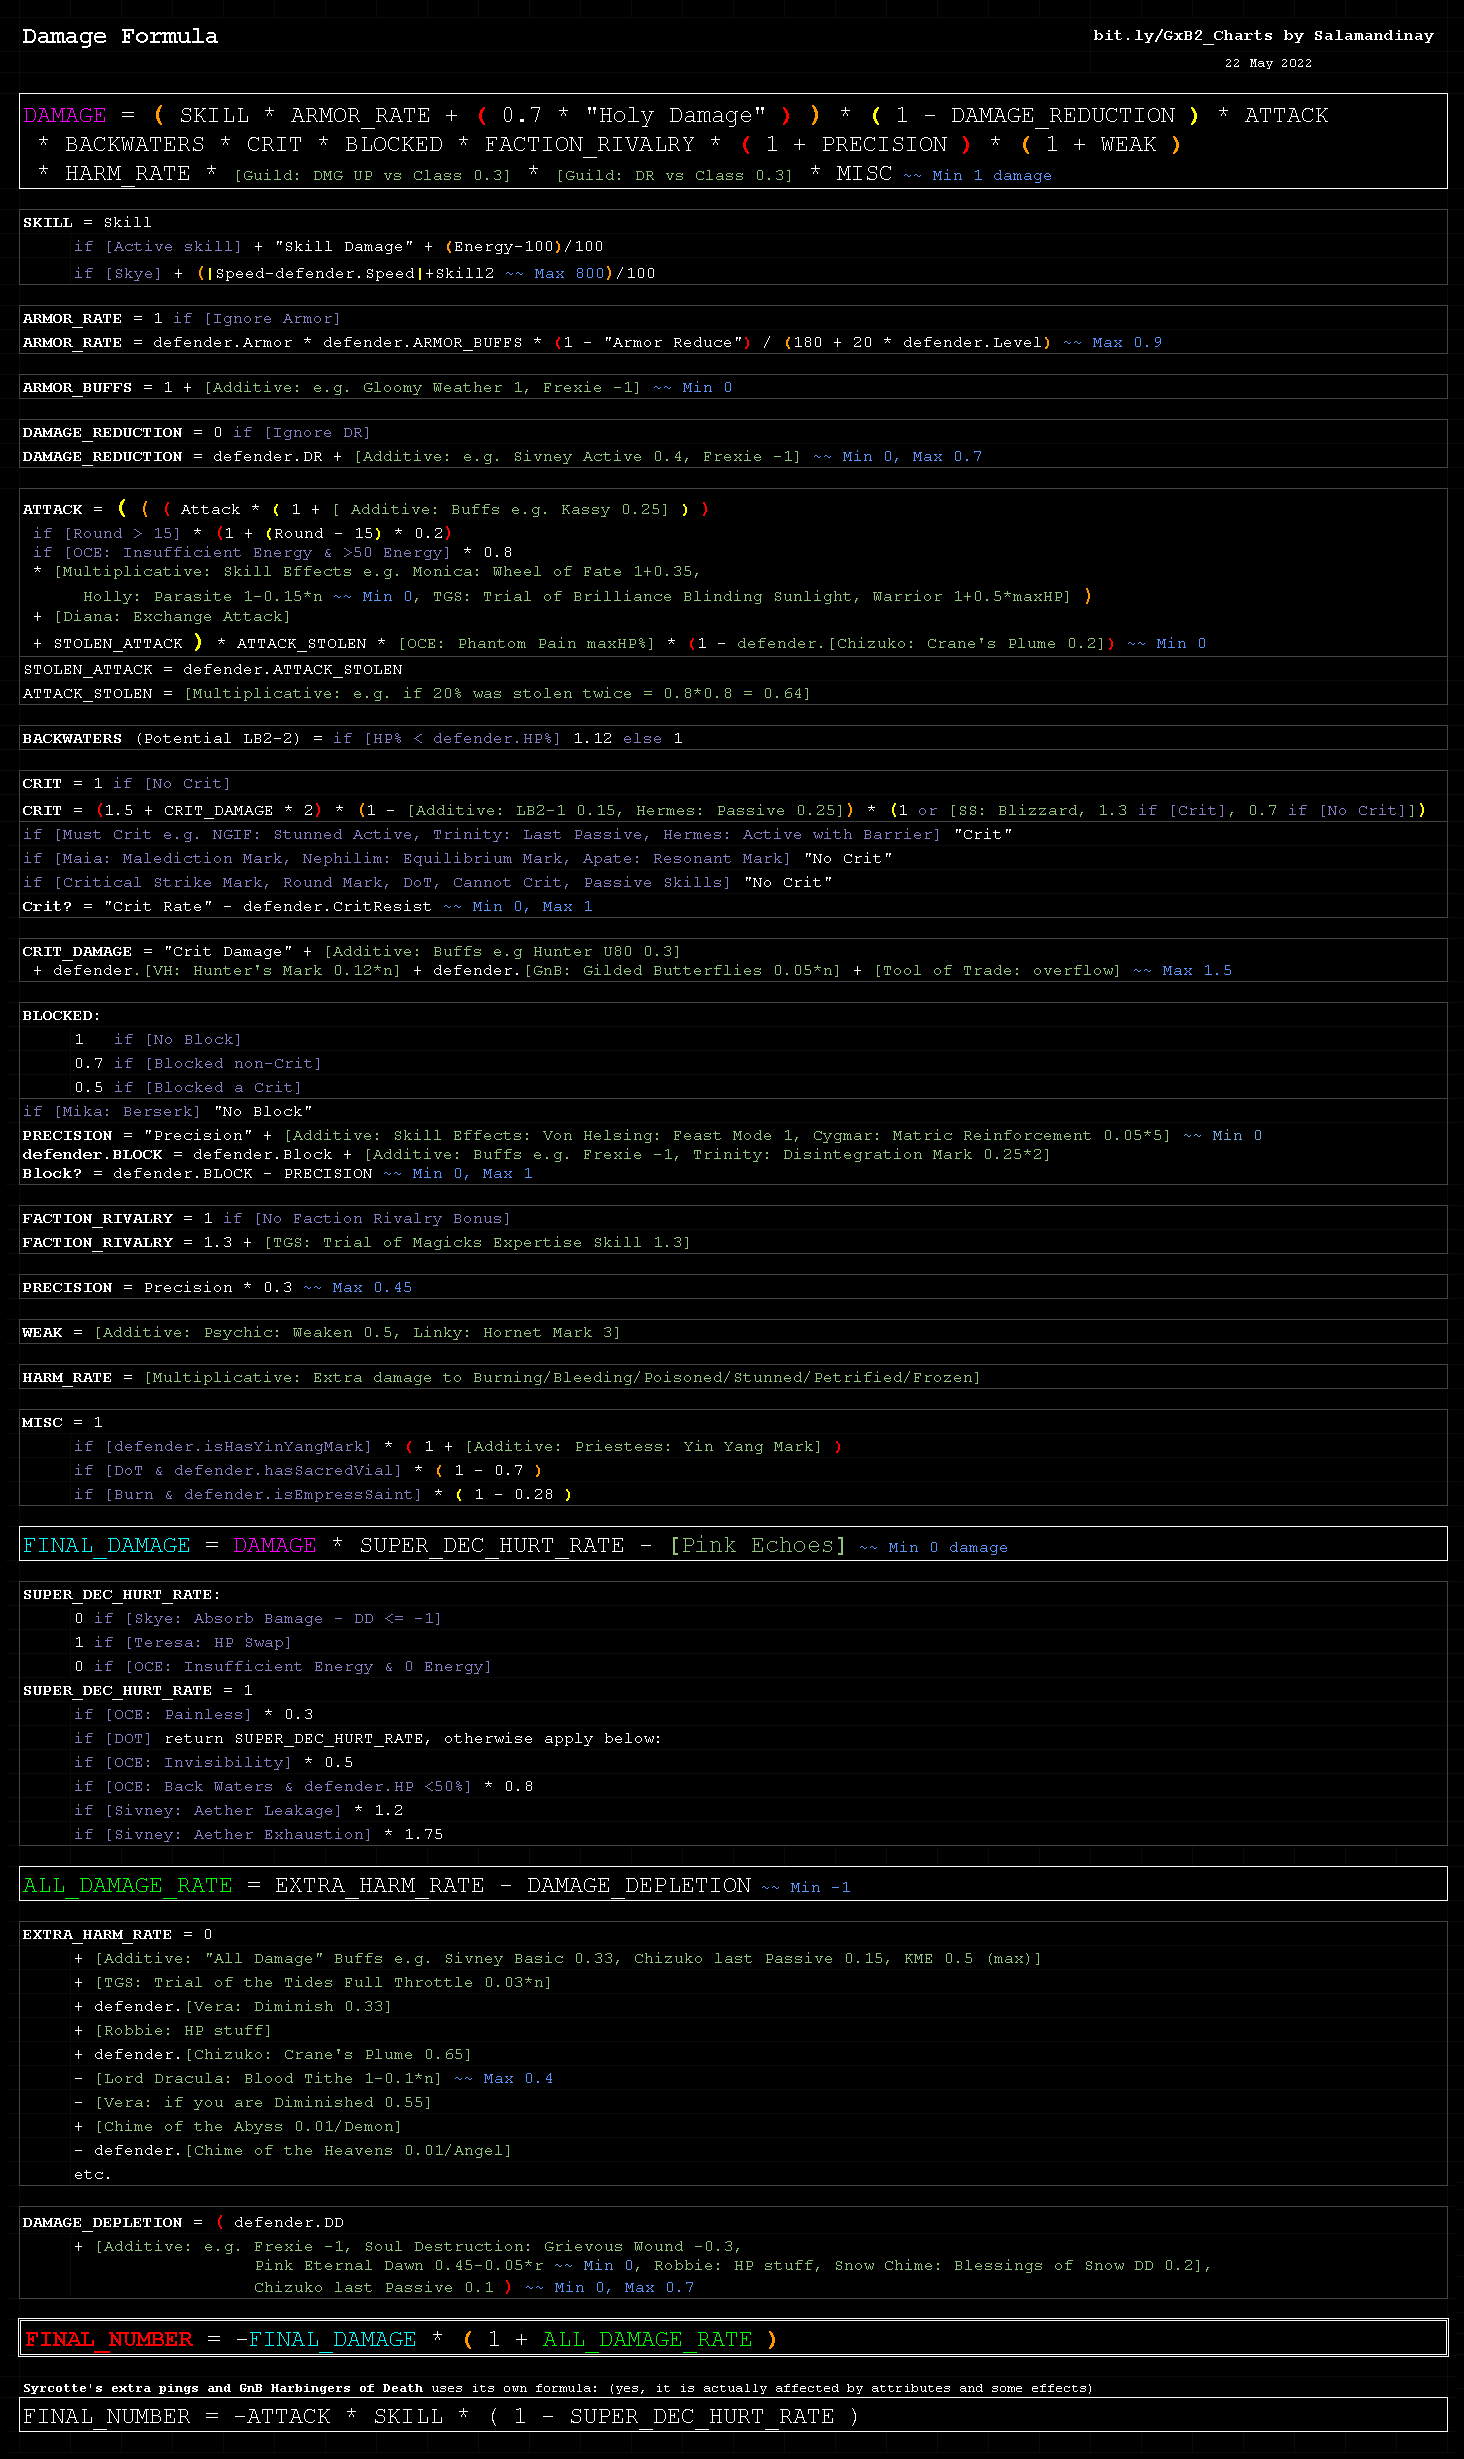 Damage Formula
bit.ly/GxB2_Charts by Salamandinay
22 May 2022
DAMAGE = ( SKILL * ARMOR_RATE + ( 0.7 * "Holy Damage" ) ) * ( 1 - DAMAGE_REDUCTION ) * ATTACK
* BACKWATERS * CRIT * BLOCKED * FACTION_RIVALRY * ( 1 + PRECISION ) * ( 1 + WEAK )
* HARM_RATE * [Guild: DMG UP vs Class 0.3] * [Guild: DR vs Class 0.3] * MISC ~~ Min 1 damage
SKILL = Skill
if [Active skill] + "Skill Damage" + (Energy-100)/100
if [Skye] + (|Speed-defender.Speed|+Skill2 ~~ Max 800)/100
ARMOR_RATE = 1 if [Ignore Armor]
ARMOR_RATE = defender.Armor * defender.ARMOR_BUFFS * (1 - "Armor Reduce") / (180 + 20 * defender.Level) ~~ Max 0.9
ARMOR_BUFFS = 1 + [Additive: e.g. Gloomy Weather 1, Frexie -1] ~~ Min 0
DAMAGE_REDUCTION = 0 if [Ignore DR]
DAMAGE_REDUCTION = defender.DR + [Additive: e.g. Sivney Active 0.4, Frexie -1] ~~ Min 0, Max 0.7
ATTACK = ( ( ( Attack * ( 1 + [ Additive: Buffs e.g. Kassy 0.25] ) )
if [Round > 15] * (1 + (Round - 15) * 0.2)
if [OCE: Insufficient Energy & >50 Energy] * 0.8
* [Multiplicative: Skill Effects e.g. Monica: Wheel of Fate 1+0.35,
Holly: Parasite 1-0.15*n ~~ Min 0, TGS: Trial of Brilliance Blinding Sunlight, Warrior 1+0.5*maxHP] )
+ [Diana: Exchange Attack]
+ STOLEN_ATTACK ) * ATTACK_STOLEN * [OCE: Phantom Pain maxHP%] * (1 - defender.[Chizuko: Crane's Plume 0.2]) ~~ Min 0
STOLEN_ATTACK = defender.ATTACK_STOLEN
ATTACK_STOLEN = [Multiplicative: e.g. if 20% was stolen twice = 0.8*0.8 = 0.64]
BACKWATERS (Potential LB2-2) = if [HP% < defender.HP%] 1.12 else 1
CRIT = 1 if [No Crit]
CRIT = (1.5 + CRIT_DAMAGE * 2) * (1 - [Additive: LB2-1 0.15, Hermes: Passive 0.25]) * (1 or [SS: Blizzard, 1.3 if [Crit], 0.7 if [No Crit]])
if [Must Crit e.g. NGIF: Stunned Active, Trinity: Last Passive, Hermes: Active with Barrier] "Crit"
if [Maia: Malediction Mark, Nephilim: Equilibrium Mark, Apate: Resonant Mark] "No Crit"
if [Critical Strike Mark, Round Mark, DoT, Cannot Crit, Passive Skills] "No Crit"
Crit? = "Crit Rate" - defender.CritResist ~~ Min 0, Max 1
CRIT_DAMAGE = "Crit Damage" + [Additive: Buffs e.g Hunter U80 0.3]
+ defender.[VH: Hunter's Mark 0.12*n] + defender.[GnB: Gilded Butterflies 0.05*n] + [Tool of Trade: overflow] ~~ Max 1.5
BLOCKED:
1 if [No Block]
0.7 if [Blocked non-Crit]
0.5 if [Blocked a Crit]
if [Mika: Berserk] "No Block"
PRECISION = "Precision" + [Additive: Skill Effects: Von Helsing: Feast Mode 1, Cygmar: Matric Reinforcement 0.05*5] ~~ Min 0
defender.BLOCK = defender.Block + [Additive: Buffs e.g. Frexie -1, Trinity: Disintegration Mark 0.25*2]
Block? = defender.BLOCK - PRECISION ~~ Min 0, Max 1
FACTION_RIVALRY = 1 if [No Faction Rivalry Bonus]
FACTION_RIVALRY = 1.3 + [TGS: Trial of Magicks Expertise Skill 1.3]
PRECISION = Precision * 0.3 ~~ Max 0.45
WEAK = [Additive: Psychic: Weaken 0.5, Linky: Hornet Mark 3]
HARM_RATE = [Multiplicative: Extra damage to Burning/Bleeding/Poisoned/Stunned/Petrified/Frozen]
MISC = 1
if [defender.isHasYinYangMark] * ( 1 + [Additive: Priestess: Yin Yang Mark] )
if [DoT & defender.hasSacredVial] * ( 1 - 0.7 )
if [Burn & defender.isEmpressSaint] * ( 1 - 0.28 )
FINAL_DAMAGE = DAMAGE * SUPER_DEC_HURT_RATE - [Pink Echoes] ~~ Min 0 damage
SUPER_DEC_HURT_RATE:
0 if [Skye: Absorb Bamage - DD <= -1]
1 if [Teresa: HP Swap]
0 if [OCE: Insufficient Energy & 0 Energy]
SUPER_DEC_HURT_RATE = 1
if [OCE: Painless] * 0.3
if [DOT] return SUPER_DEC_HURT_RATE, otherwise apply below:
if [OCE: Invisibility] * 0.5
if [OCE: Back Waters & defender.HP <50%] * 0.8
if [Sivney: Aether Leakage] * 1.2
if [Sivney: Aether Exhaustion] * 1.75
ALL_DAMAGE_RATE = EXTRA_HARM_RATE - DAMAGE_DEPLETION ~~ Min -1
EXTRA_HARM_RATE = 0
+ [Additive: "All Damage" Buffs e.g. Sivney Basic 0.33, Chizuko last Passive 0.15, KME 0.5 (max)]
+ [TGS: Trial of the Tides Full Throttle 0.03*n]
+ defender.[Vera: Diminish 0.33]
+ [Robbie: HP stuff]
+ defender.[Chizuko: Crane's Plume 0.65]
- [Lord Dracula: Blood Tithe 1-0.1*n] ~~ Max 0.4
- [Vera: if you are Diminished 0.55]
+ [Chime of the Abyss 0.01/Demon]
- defender.[Chime of the Heavens 0.01/Angel]
etc.
DAMAGE_DEPLETION = ( defender.DD
+ [Additive: e.g. Frexie -1, Soul Destruction: Grievous Wound -0.3,
Pink Eternal Dawn 0.45-0.05*r ~~ Min 0, Robbie: HP stuff, Snow Chime: Blessings of Snow DD 0.2],
Chizuko last Passive 0.1 ) ~~ Min 0, Max 0.7
FINAL_NUMBER = -FINAL_DAMAGE * ( 1 + ALL_DAMAGE_RATE )
Syrcotte's extra pings and GnB Harbingers of Death uses its own formula: (yes, it is actually affected by attributes and some effects)
FINAL_NUMBER = -ATTACK * SKILL * ( 1 - SUPER_DEC_HURT_RATE )